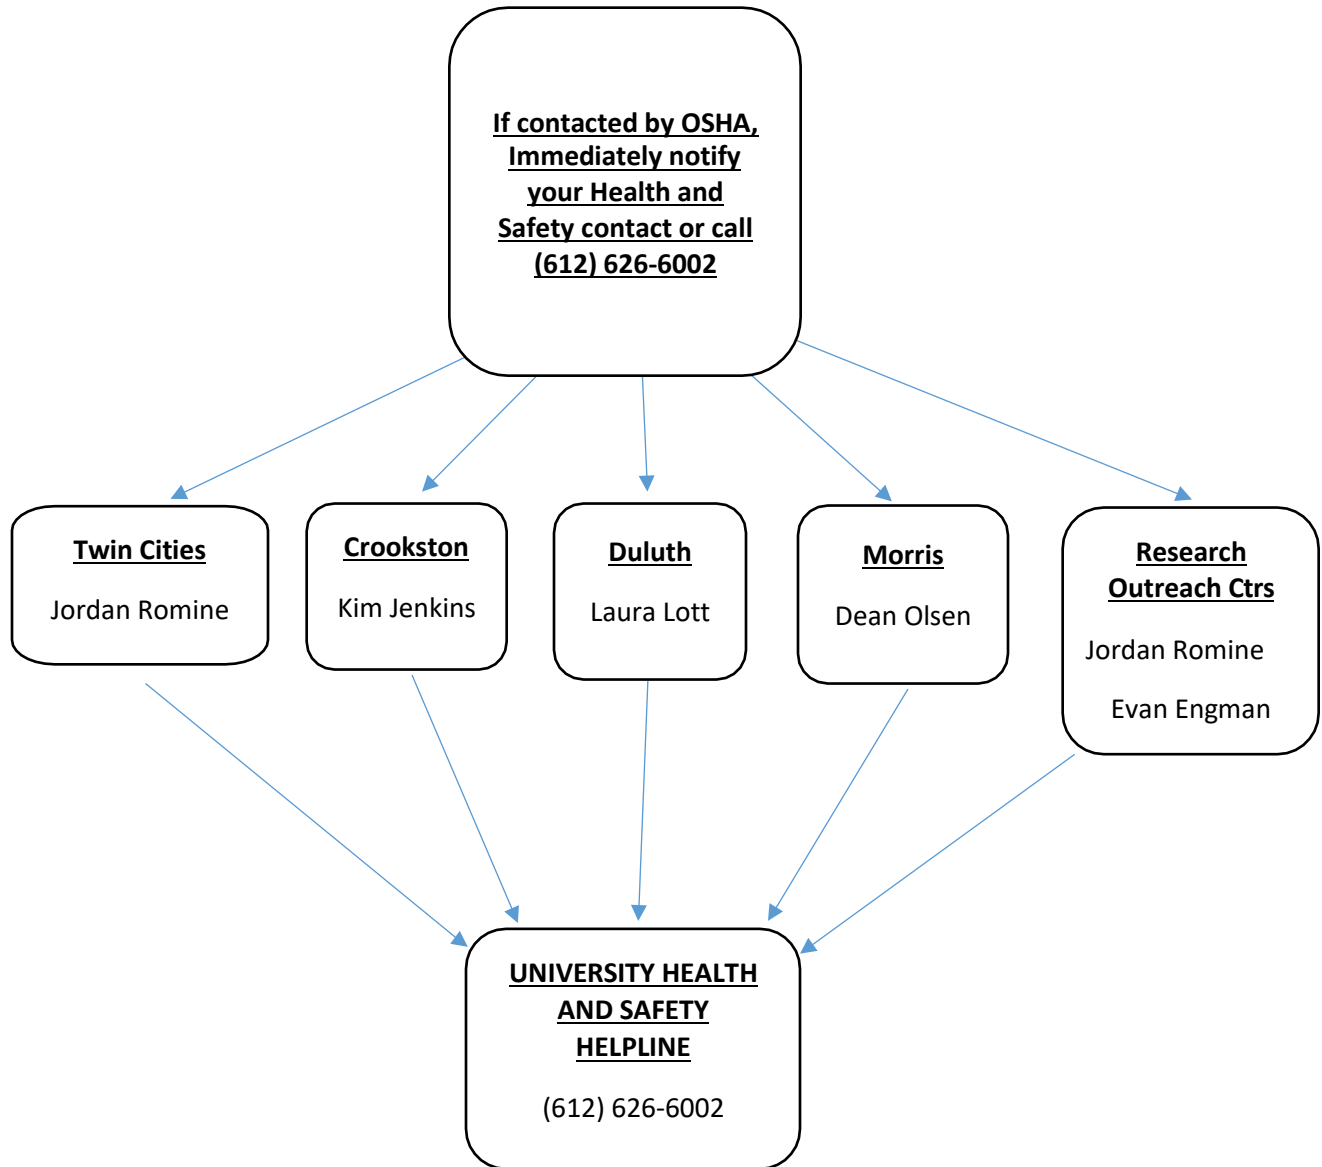 If contacted by OSHA,
Immediately notify
your Health and
Safety contact or call
(612) 626-6002
Twin Cities
Jordan Romine
Crookston
Kim Jenkins
Duluth
Laura Lott
Morris
Dean Olsen
Research
Outreach Ctrs
Jordan Romine
Evan Engman
UNIVERSITY HEALTH
AND SAFETY
HELPLINE
(612) 626-6002